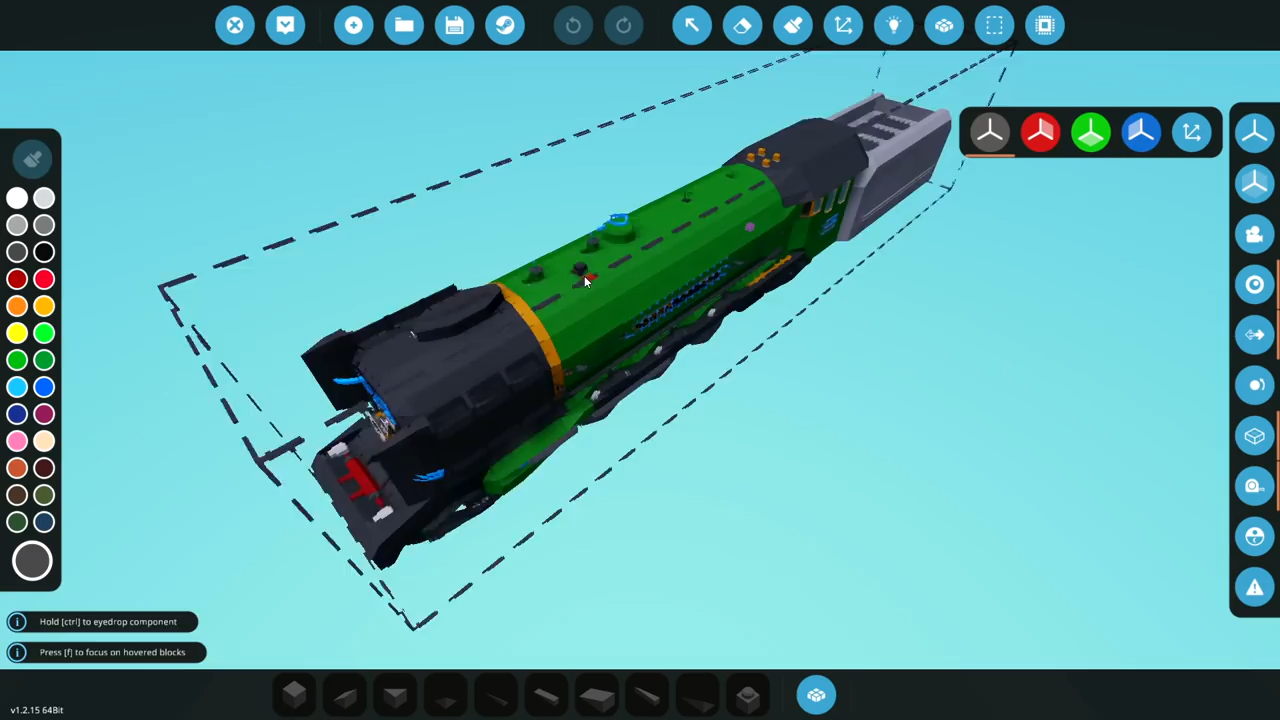 Hold [ctrl] to eyedrop component
Press [f] to focus on hovered blocks
v1.2.15 64Bit